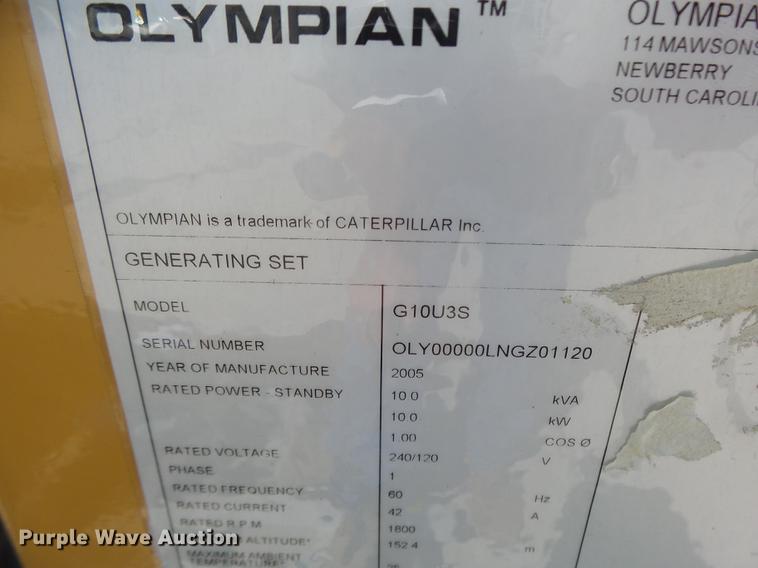 OLYMPIAN ™
OLYMPIA
114 MAWSONS
NEWBERRY
SOUTH CAROLI
OLYMPIAN is a trademark of CATERPILLAR Inc.
GENERATING SET
MODEL G10U3S
SERIAL NUMBER OLY00000LNGZ01120
YEAR OF MANUFACTURE 2005
RATED POWER - STANDBY 10.0 kVA
10.0 kW
1.00 COS Ø
RATED VOLTAGE 240/120 V
PHASE 1
RATED FREQUENCY 60 Hz
RATED CURRENT 42 A
RATED R P M 1800
ALTITUDE* 152.4 m
MAXIMUM AMBIENT
TEMPERATURE*
Purple Wave Auction